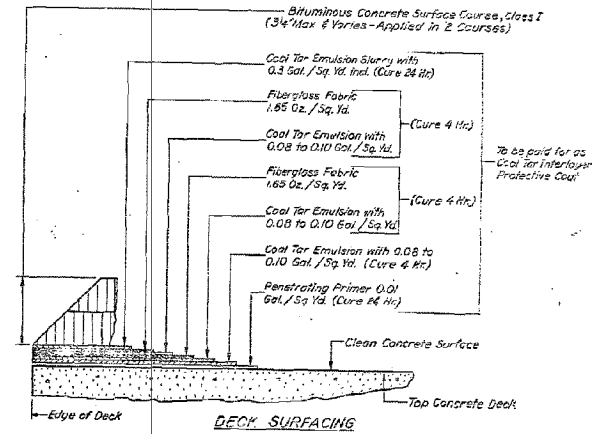 Bituminous Concrete Surface Course, Class I
(3¼" Max & Varies - Applied in 2 Courses)
Coal Tar Emulsion Slurry with
0.3 Gal./Sq. Yd. Incl. (Cure 24 Hr.)
Fiberglass Fabric
1.65 Oz./Sq. Yd.
(Cure 4 Hr.)
Coal Tar Emulsion with
0.08 to 0.10 Gal./Sq. Yd.
To be paid for as
Coal Tar Interlayer
Protective Coat
Fiberglass Fabric
1.65 Oz./Sq. Yd.
(Cure 4 Hr.)
Coal Tar Emulsion with
0.08 to 0.10 Gal./Sq. Yd.
Coal Tar Emulsion with 0.08 to
0.10 Gal./Sq. Yd. (Cure 4 Hr.)
Penetrating Primer 0.01
Gal./Sq Yd. (Cure 24 Hr.)
Clean Concrete Surface
Edge of Deck
Top Concrete Deck
DECK SURFACING